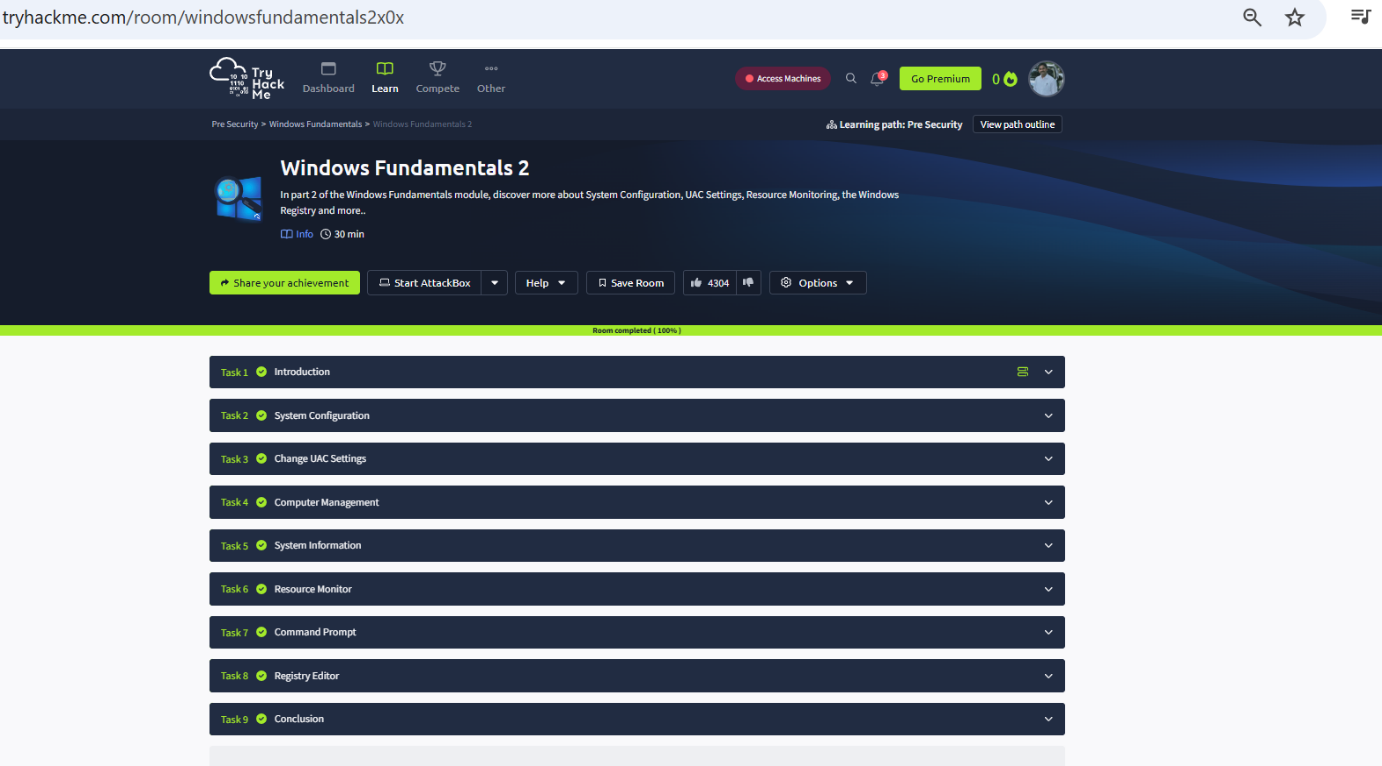 tryhackme.com/room/windowsfundamentals2x0x
Try Hack Me
Dashboard Learn Compete Other
Access Machines 3 Go Premium 0
Pre Security > Windows Fundamentals > Windows Fundamentals 2
Learning path: Pre Security View path outline
Windows Fundamentals 2
In part 2 of the Windows Fundamentals module, discover more about System Configuration, UAC Settings, Resource Monitoring, the Windows
Registry and more..
Info 30 min
Share your achievement Start AttackBox Help Save Room 4304 Options
Room completed ( 100% )
Task 1 Introduction
Task 2 System Configuration
Task 3 Change UAC Settings
Task 4 Computer Management
Task 5 System Information
Task 6 Resource Monitor
Task 7 Command Prompt
Task 8 Registry Editor
Task 9 Conclusion